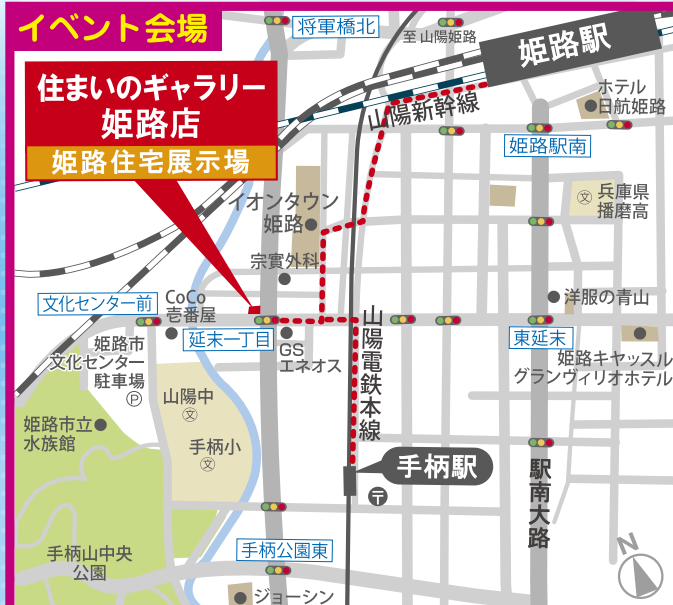 イベント会場
将軍橋北
至山陽姫路
姫路駅
住まいのギャラリー
姫路店
姫路住宅展示場
山陽新幹線
ホテル
日航姫路
姫路駅南
イオンタウン
姫路
文
兵庫県
播磨高
宗實外科
文化センター前
CoCo
壱番屋
延末一丁目
GS
エネオス
山陽電鉄本線
洋服の青山
東延末
姫路キャッスル
グランヴィリオホテル
姫路市
文化センター
駐車場
P
山陽中
文
手柄小
文
姫路市立
水族館
手柄駅
〒
駅南大路
手柄公園東
手柄山中央
公園
ジョーシン
N